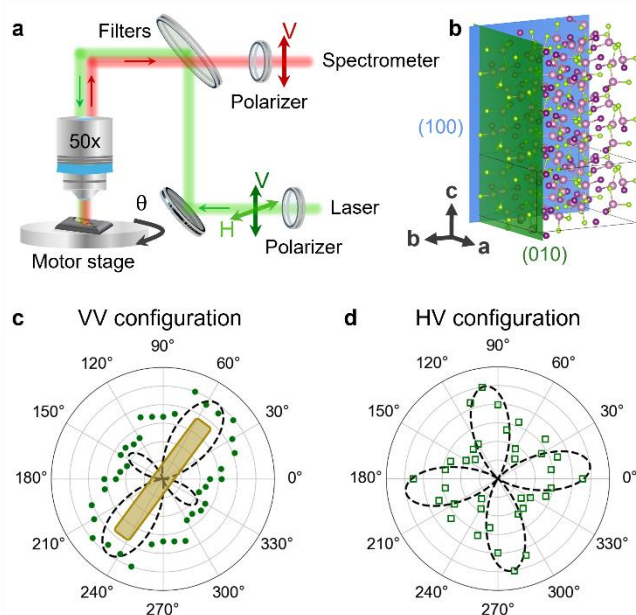 a
Filters
V
Spectrometer
Polarizer
50x
V
H
Laser
Polarizer
θ
Motor stage
b
(100)
(010)
c
b
a
c
VV configuration
90°
120°
60°
150°
30°
180°
0°
210°
330°
240°
300°
270°
d
HV configuration
90°
120°
60°
150°
30°
180°
0°
210°
330°
240°
300°
270°